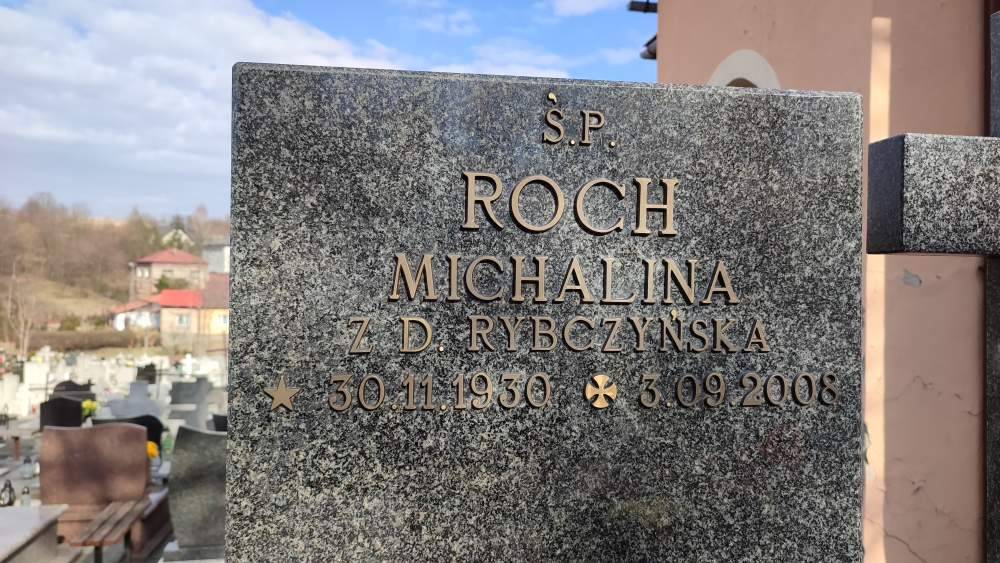 Ś.P.
ROCH
MICHALINA
Z D. RYBCZYŃSKA
30.11.1930 3.09.2008